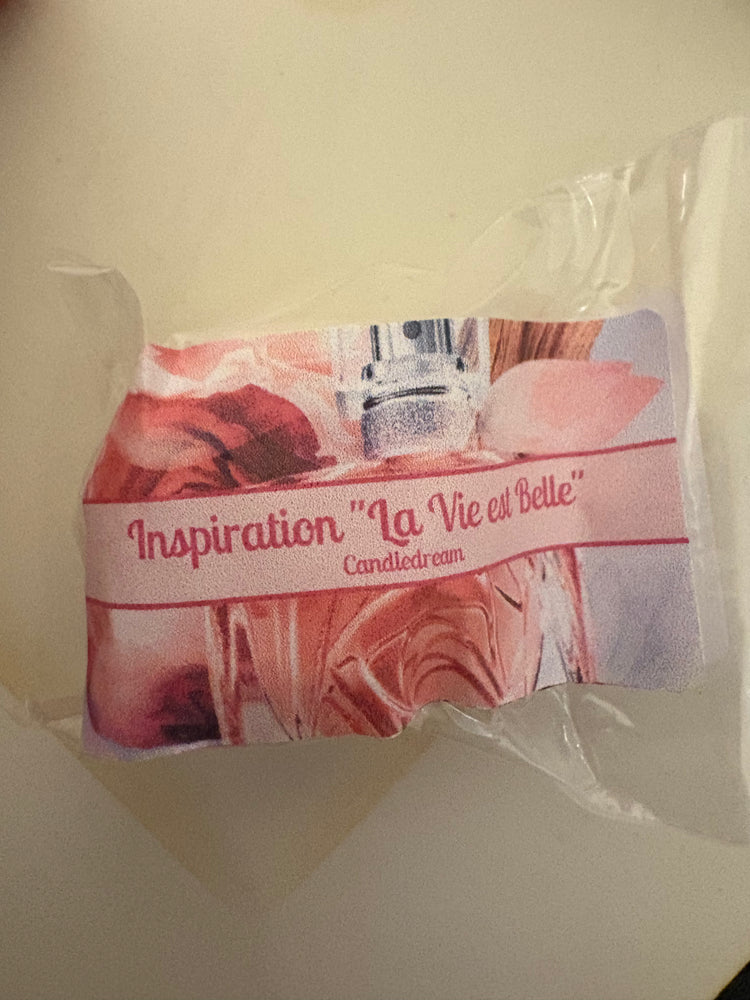 Inspiration "La Vie est Belle"
Candledream